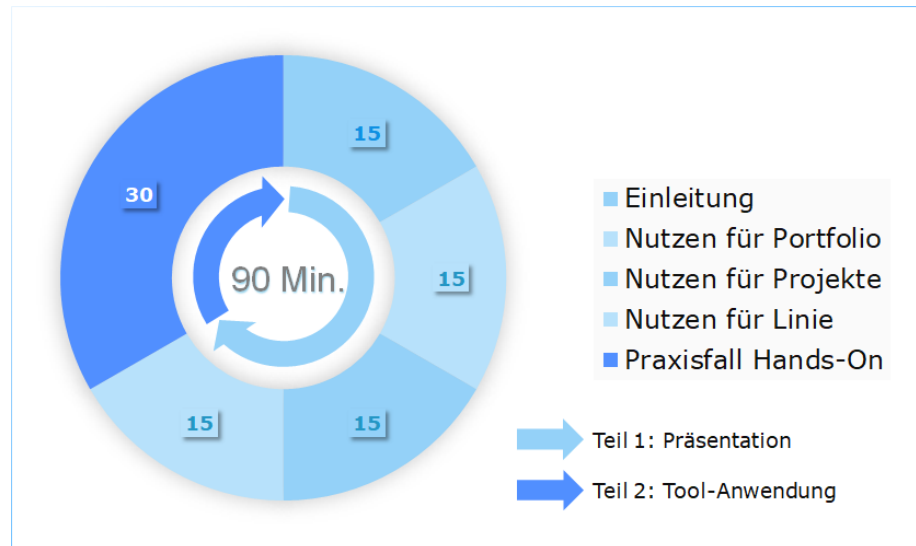 15
30
15
90 Min.
15
15
Einleitung
Nutzen für Portfolio
Nutzen für Projekte
Nutzen für Linie
Praxisfall Hands-On
Teil 1: Präsentation
Teil 2: Tool-Anwendung